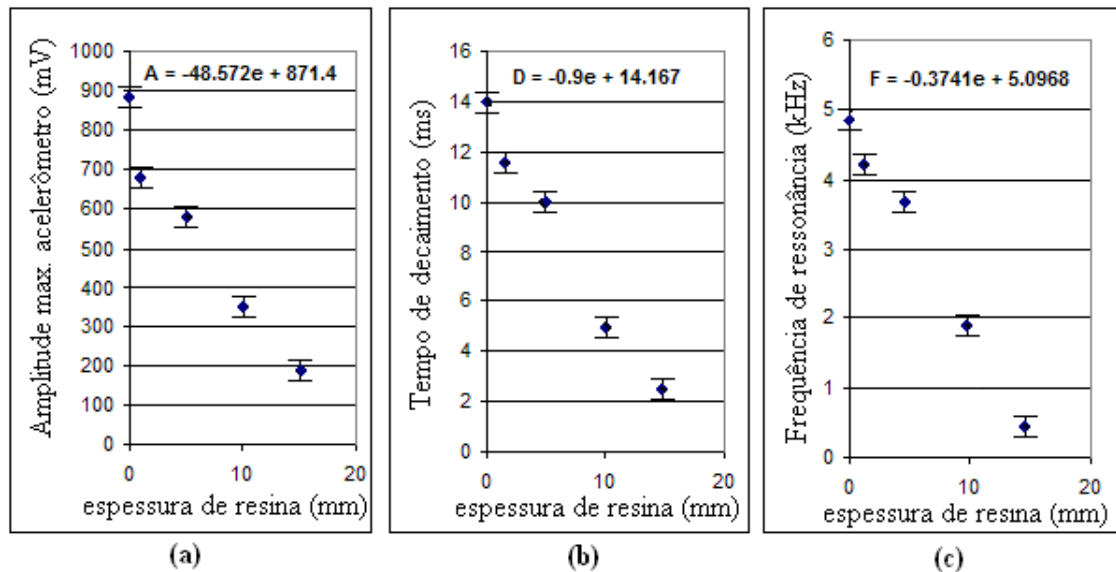 Amplitude max. acelerômetro (mV)
1000
900
800
700
600
500
400
300
200
100
0
A = -48.572e + 871.4
0 10 20
espessura de resina (mm)
(a)
Tempo de decaimento (ms)
16
14
12
10
8
6
4
2
0
D = -0.9e + 14.167
0 10 20
espessura de resina (mm)
(b)
Frequência de ressonância (kHz)
6
5
4
3
2
1
0
F = -0.3741e + 5.0968
0 10 20
espessura de resina (mm)
(c)